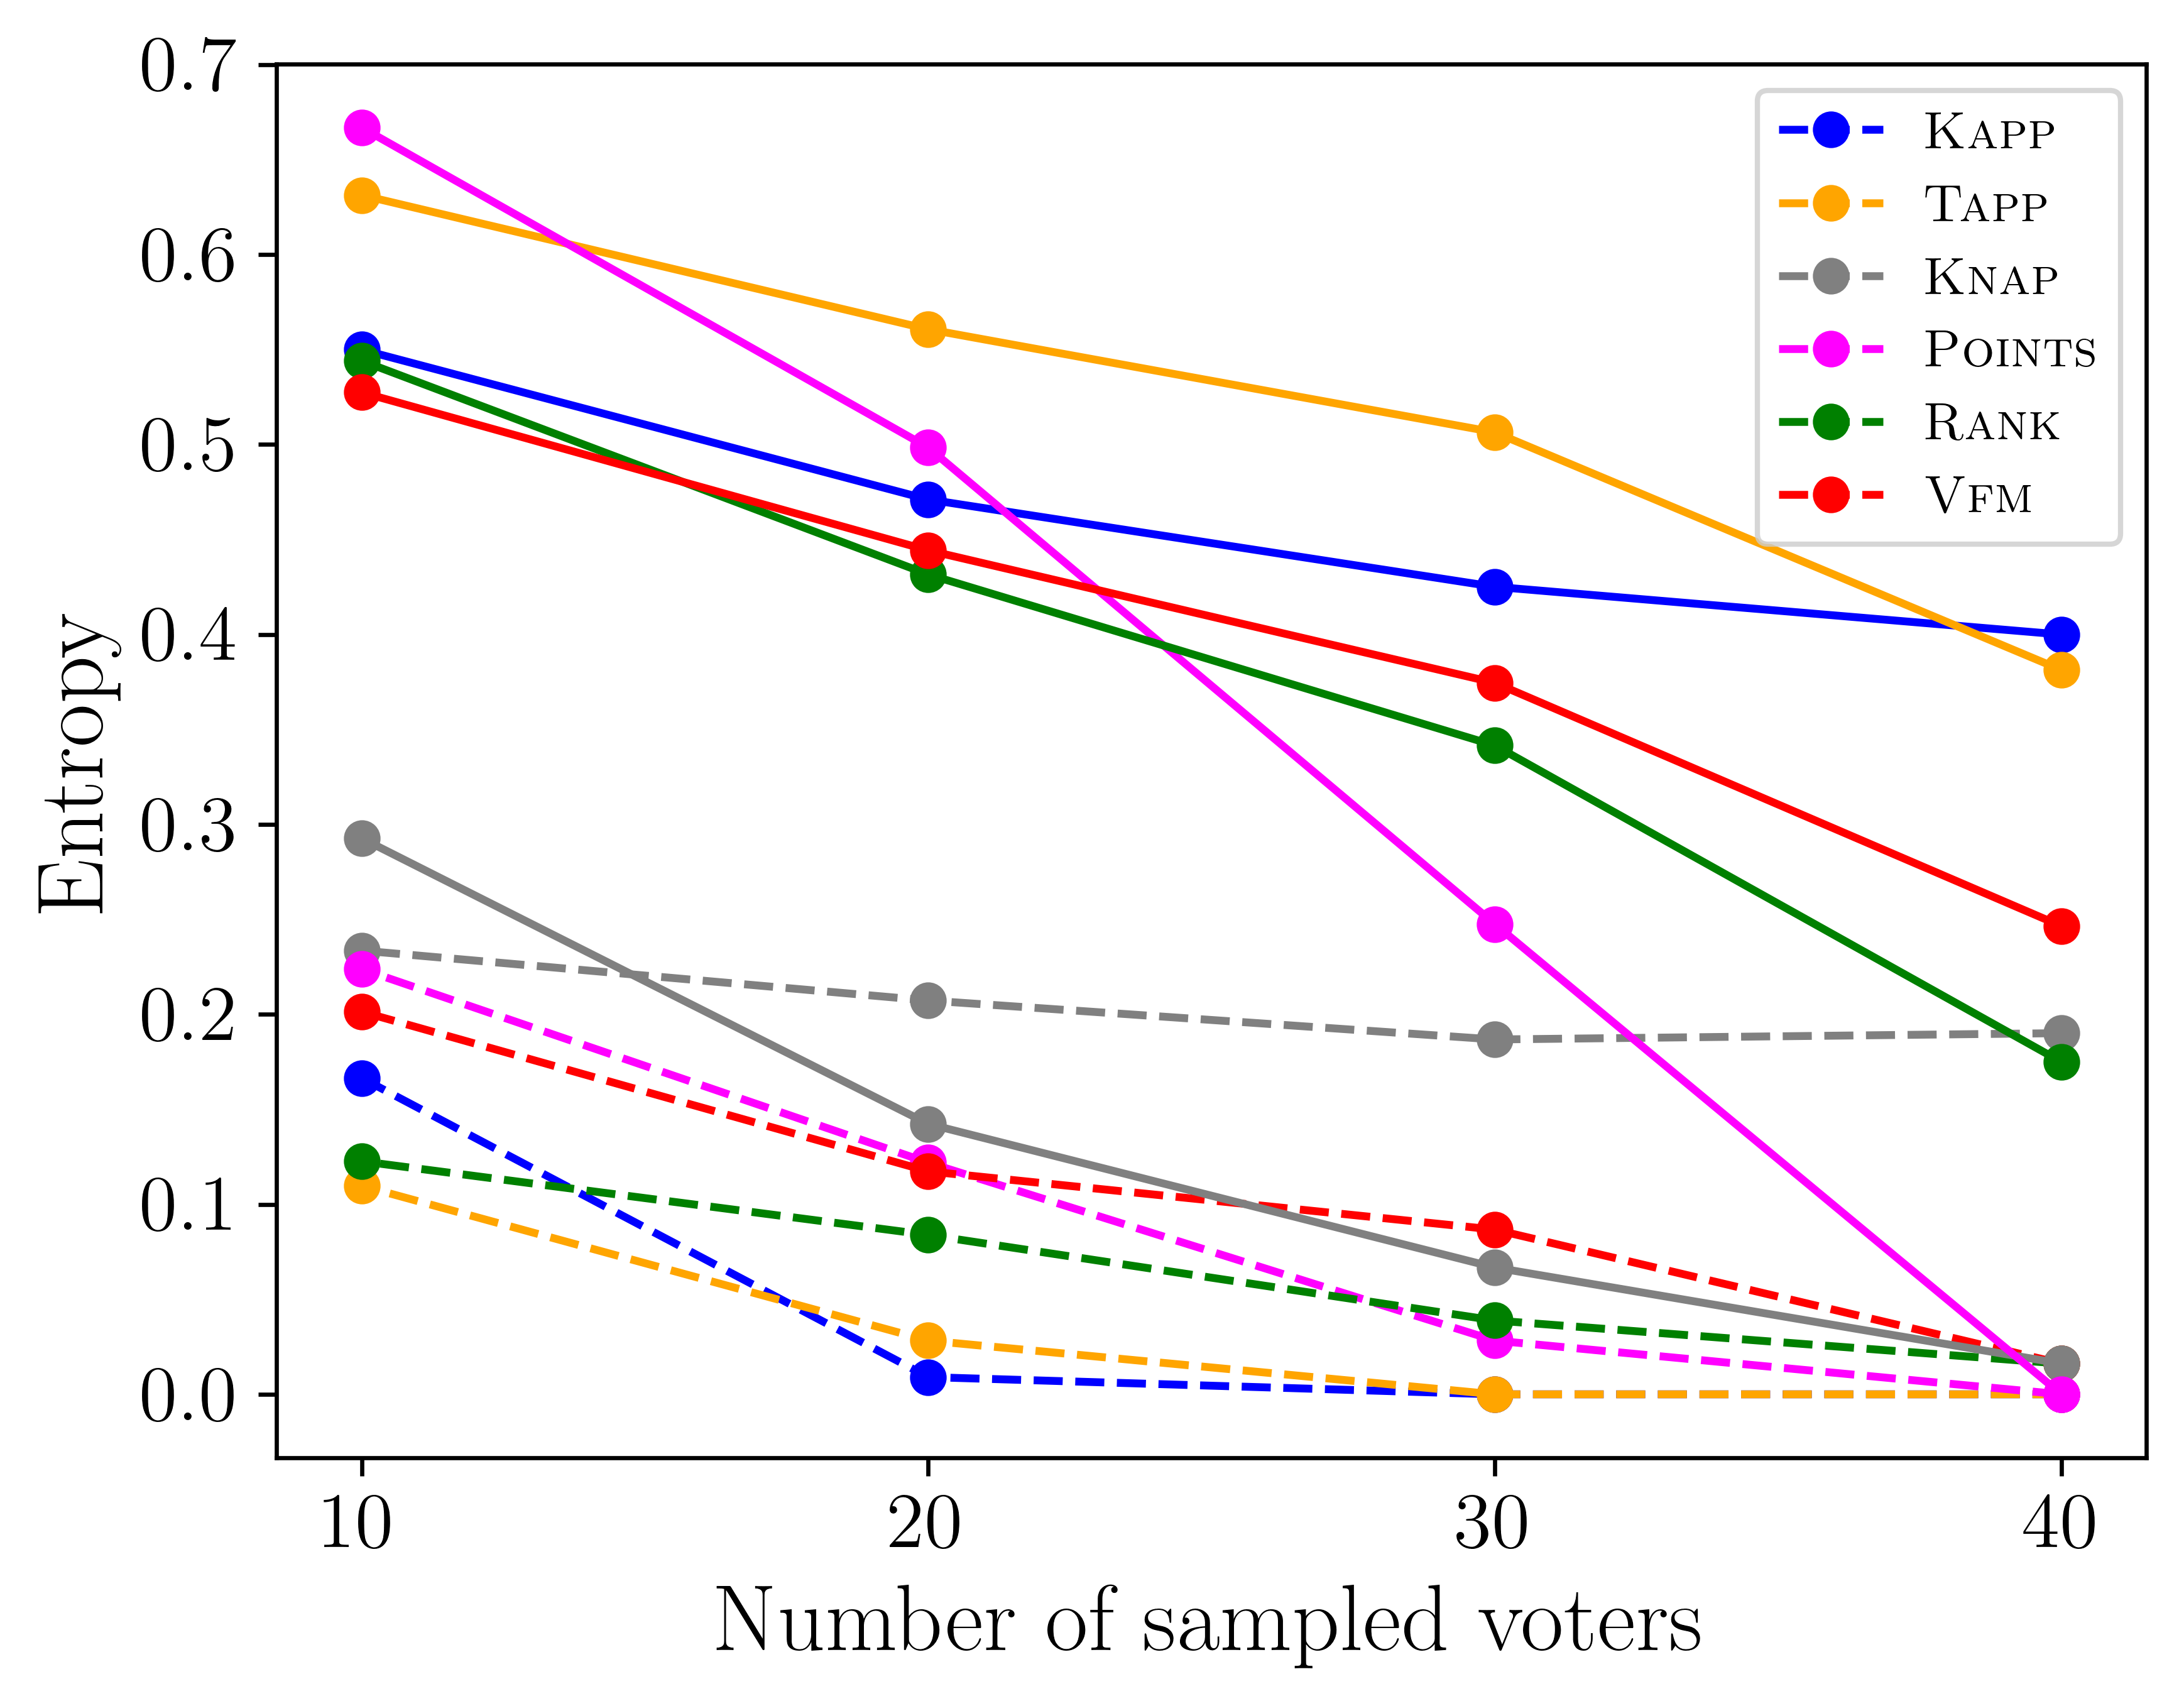 0.7
0.6
0.5
0.4
0.3
0.2
0.1
0.0
Entropy
10 20 30 40
Number of sampled voters
KAPP
TAPP
KNAP
POINTS
RANK
VFM